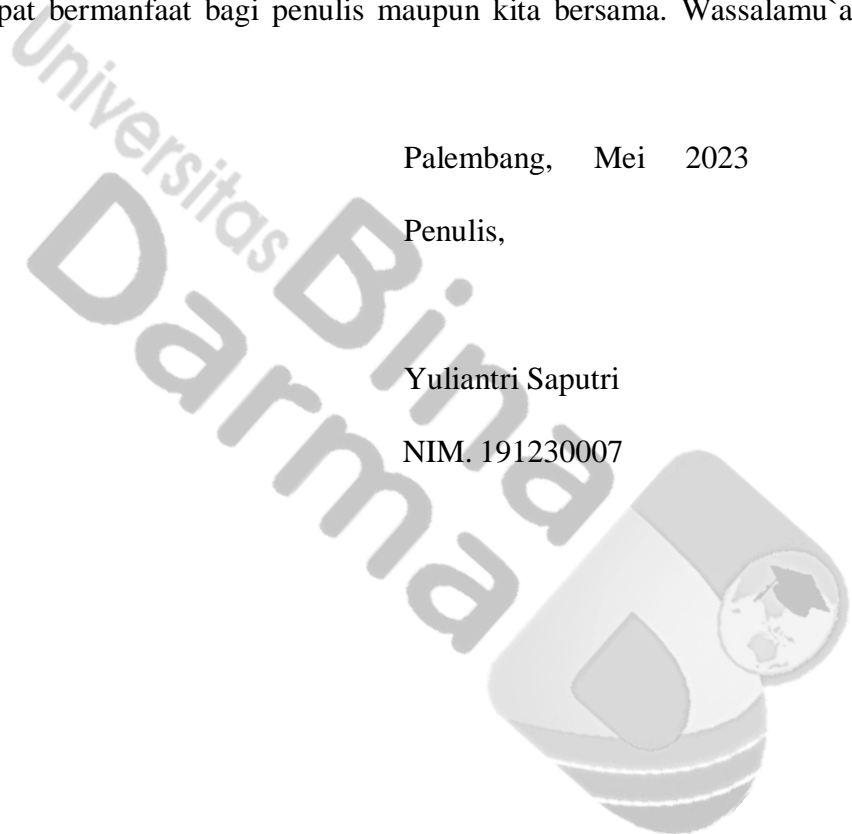 pat bermanfaat bagi penulis maupun kita bersama. Wassalamu`a
Palembang, Mei 2023
Penulis,
Yuliantri Saputri
NIM. 191230007
Universitas
Bina
Darma